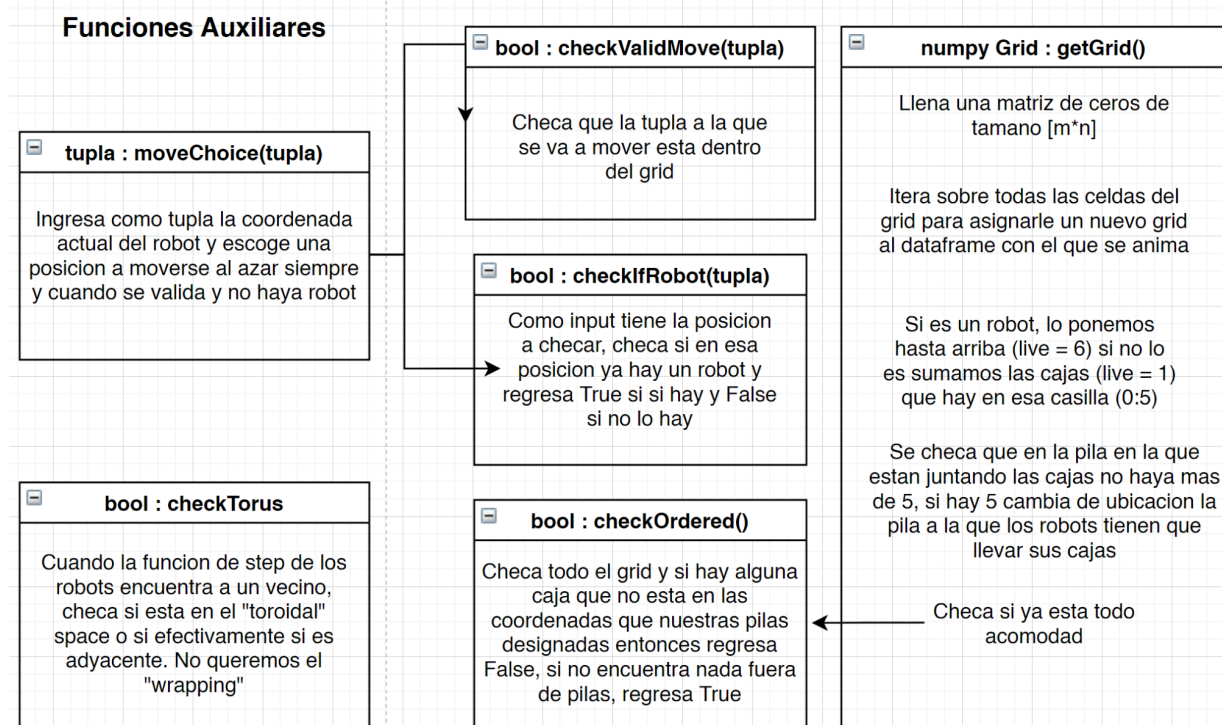 Funciones Auxiliares
tupla : moveChoice(tupla)
Ingresa como tupla la coordenada
actual del robot y escoge una
posicion a moverse al azar siempre
y cuando se valida y no haya robot
bool : checkTorus
Cuando la funcion de step de los
robots encuentra a un vecino,
checa si esta en el "toroidal"
space o si efectivamente si es
adyacente. No queremos el
"wrapping"
bool : checkValidMove(tupla)
Checa que la tupla a la que
se va a mover esta dentro
del grid
bool : checkIfRobot(tupla)
Como input tiene la posicion
a checar, checa si en esa
posicion ya hay un robot y
regresa True si si hay y False
si no lo hay
bool : checkOrdered()
Checa todo el grid y si hay alguna
caja que no esta en las
coordenadas que nuestras pilas
designadas entonces regresa
False, si no encuentra nada fuera
de pilas, regresa True
numpy Grid : getGrid()
Llena una matriz de ceros de
tamano [m*n]
Itera sobre todas las celdas del
grid para asignarle un nuevo grid
al dataframe con el que se anima
Si es un robot, lo ponemos
hasta arriba (live = 6) si no lo
es sumamos las cajas (live = 1)
que hay en esa casilla (0:5)
Se checa que en la pila en la que
estan juntando las cajas no haya mas
de 5, si hay 5 cambia de ubicacion la
pila a la que los robots tienen que
llevar sus cajas
Checa si ya esta todo
acomodad